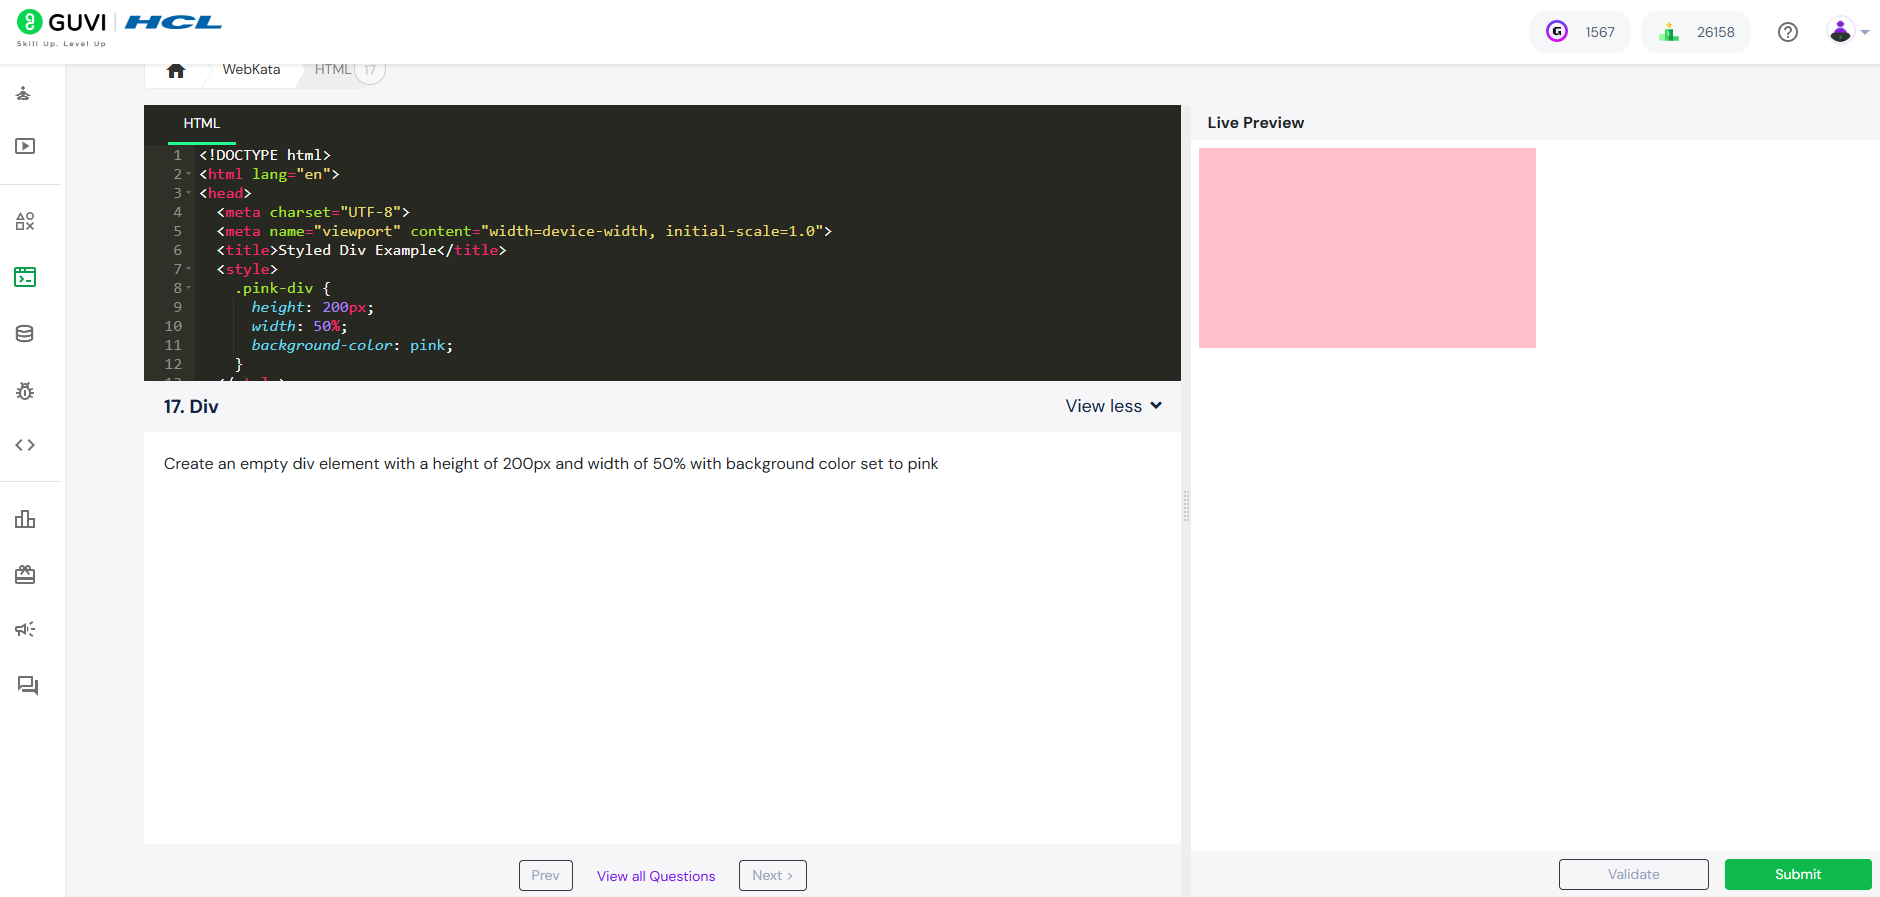 GUVI HCL
Skill Up. Level Up
G 1567
26158
WebKata
HTML 17
HTML
Live Preview
1 <!DOCTYPE html>
2 <html lang="en">
3 <head>
4 <meta charset="UTF-8">
5 <meta name="viewport" content="width=device-width, initial-scale=1.0">
6 <title>Styled Div Example</title>
7 <style>
8 .pink-div {
9 height: 200px;
10 width: 50%;
11 background-color: pink;
12 }
17. Div
View less
Create an empty div element with a height of 200px and width of 50% with background color set to pink
Prev View all Questions Next >
Validate Submit